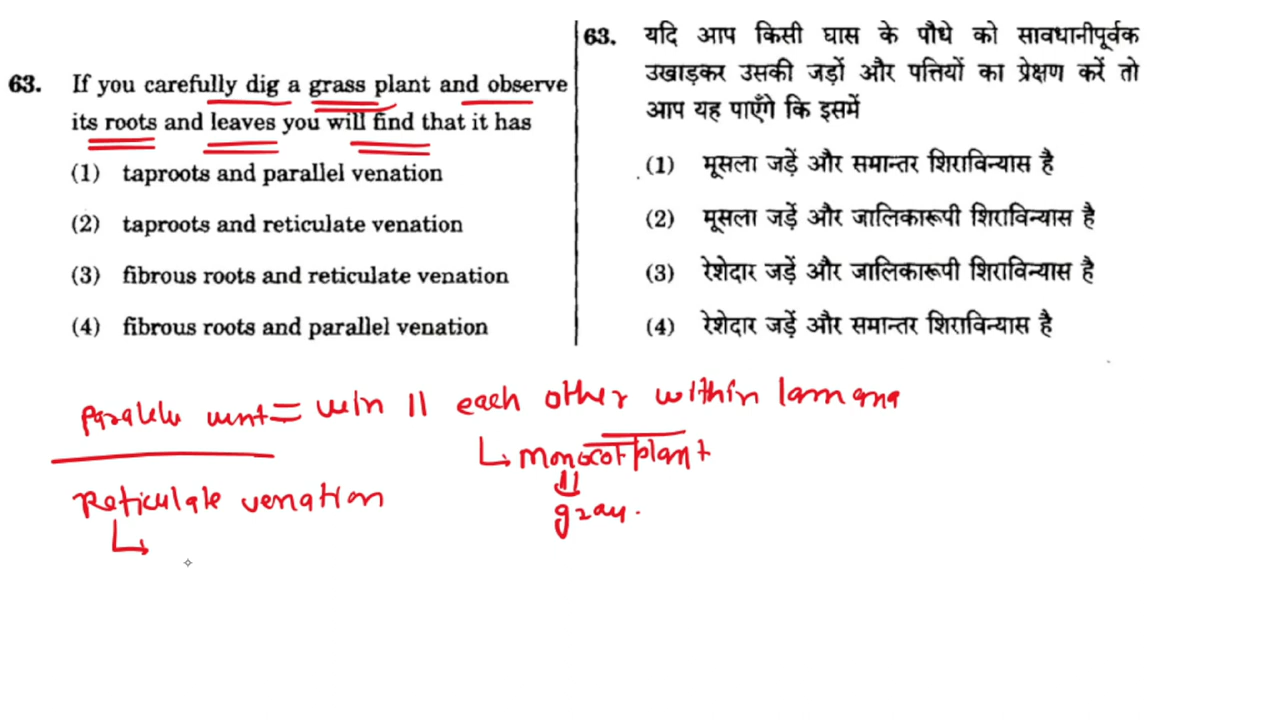 63. If you carefully dig a grass plant and observe
its roots and leaves you will find that it has
(1) taproots and parallel venation
(2) taproots and reticulate venation
(3) fibrous roots and reticulate venation
(4) fibrous roots and parallel venation
63. यदि आप किसी घास के पौधे को सावधानीपूर्वक
उखाड़कर उसकी जड़ों और पत्तियों का प्रेक्षण करें तो
आप यह पाएँगे कि इसमें
(1) मूसला जड़ें और समान्तर शिराविन्यास है
(2) मूसला जड़ें और जालिकारूपी शिराविन्यास है
(3) रेशेदार जड़ें और जालिकारूपी शिराविन्यास है
(4) रेशेदार जड़ें और समान्तर शिराविन्यास है
= || each other within
monocot plant
Reticulate venation